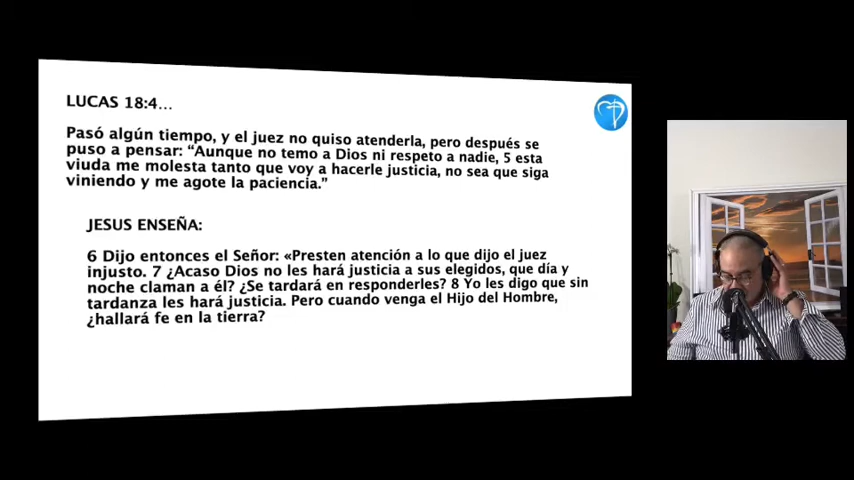 LUCAS 18:4...
Pasó algún tiempo, y el juez no quiso atenderla, pero después se
puso a pensar: “Aunque no temo a Dios ni respeto a nadie, 5 esta
viuda me molesta tanto que voy a hacerle justicia, no sea que siga
viniendo y me agote la paciencia.”
JESUS ENSEÑA:
6 Dijo entonces el Señor: «Presten atención a lo que dijo el juez
injusto. 7 ¿Acaso Dios no les hará justicia a sus elegidos, que día y
noche claman a él? ¿Se tardará en responderles? 8 Yo les digo que sin
tardanza les hará justicia. Pero cuando venga el Hijo del Hombre,
¿hallará fe en la tierra?